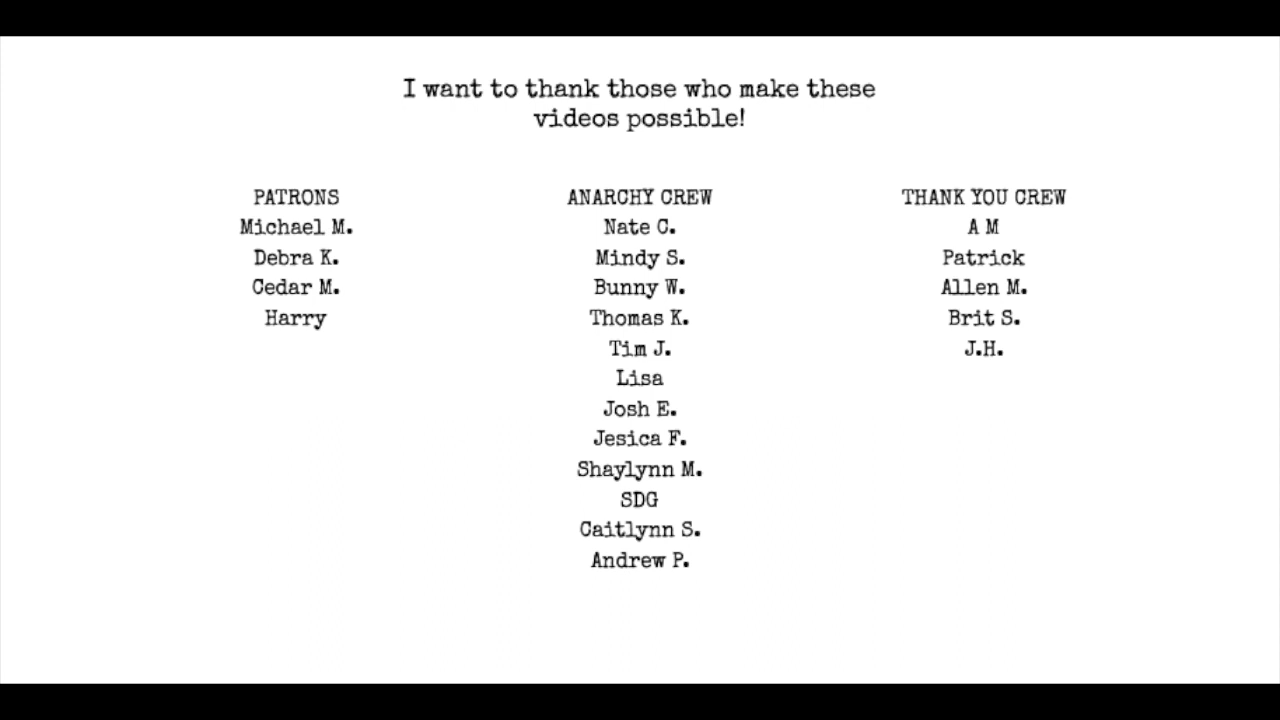 I want to thank those who make these
videos possible!
PATRONS
Michael M.
Debra K.
Cedar M.
Harry
ANARCHY CREW
Nate C.
Mindy S.
Bunny W.
Thomas K.
Tim J.
Lisa
Josh E.
Jesica F.
Shaylynn M.
SDG
Caitlynn S.
Andrew P.
THANK YOU CREW
A M
Patrick
Allen M.
Brit S.
J.H.